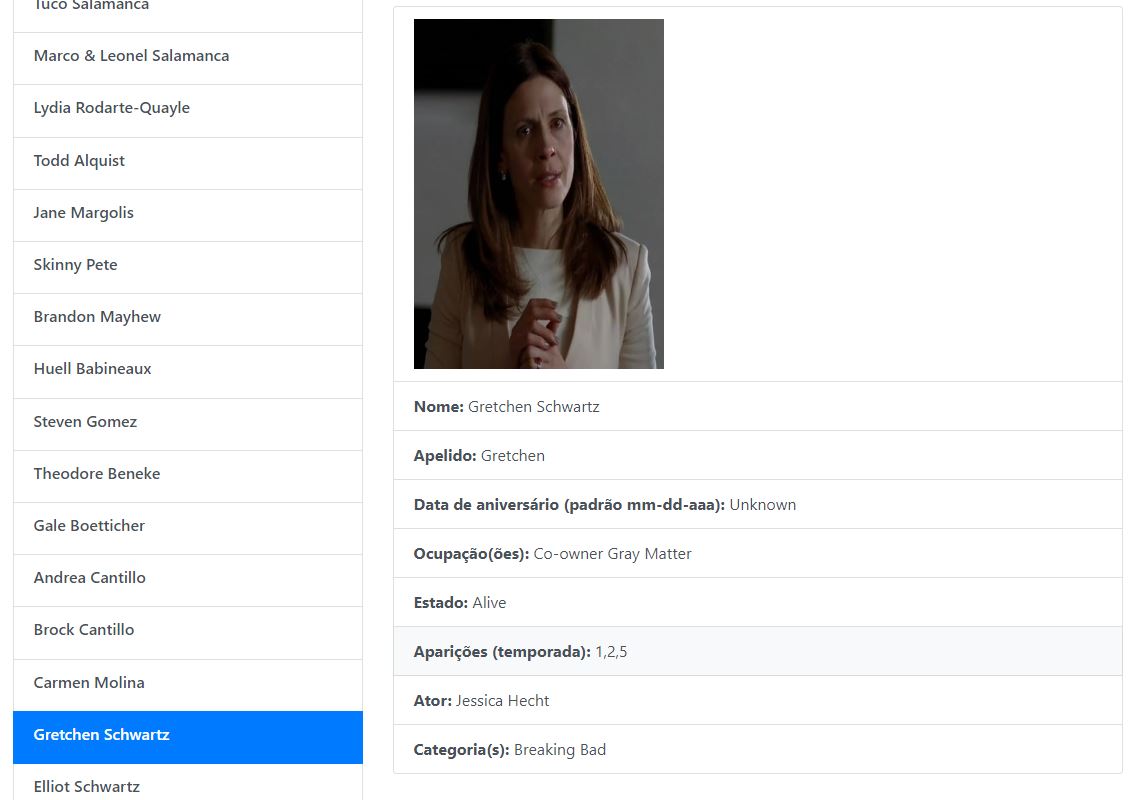 Tuco Salamanca
Marco & Leonel Salamanca
Lydia Rodarte-Quayle
Todd Alquist
Jane Margolis
Skinny Pete
Brandon Mayhew
Huell Babineaux
Steven Gomez
Theodore Beneke
Gale Boetticher
Andrea Cantillo
Brock Cantillo
Carmen Molina
Gretchen Schwartz
Elliot Schwartz
Nome: Gretchen Schwartz
Apelido: Gretchen
Data de aniversário (padrão mm-dd-aaa): Unknown
Ocupação(ões): Co-owner Gray Matter
Estado: Alive
Aparições (temporada): 1,2,5
Ator: Jessica Hecht
Categoria(s): Breaking Bad